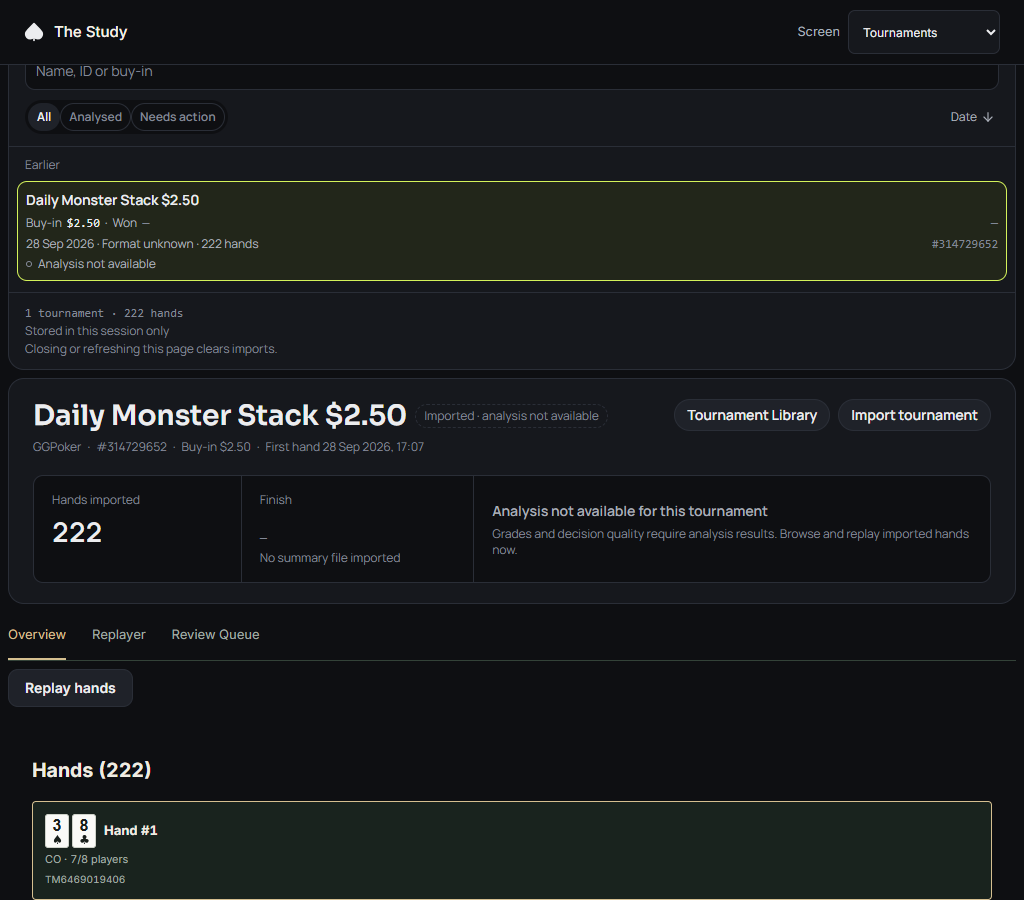 The Study
Screen
Tournaments
Name, ID or buy-in
All
Analysed
Needs action
Date ↓
Earlier
Daily Monster Stack $2.50
Buy-in $2.50 · Won —
—
28 Sep 2026 · Format unknown · 222 hands
#314729652
Analysis not available
1 tournament · 222 hands
Stored in this session only
Closing or refreshing this page clears imports.
Daily Monster Stack $2.50
Imported · analysis not available
Tournament Library
Import tournament
GGPoker · #314729652 · Buy-in $2.50 · First hand 28 Sep 2026, 17:07
Hands imported
222
Finish
—
No summary file imported
Analysis not available for this tournament
Grades and decision quality require analysis results. Browse and replay imported hands
now.
Overview
Replayer
Review Queue
Replay hands
Hands (222)
3♠ 8♣ Hand #1
CO · 7/8 players
TM6469019406